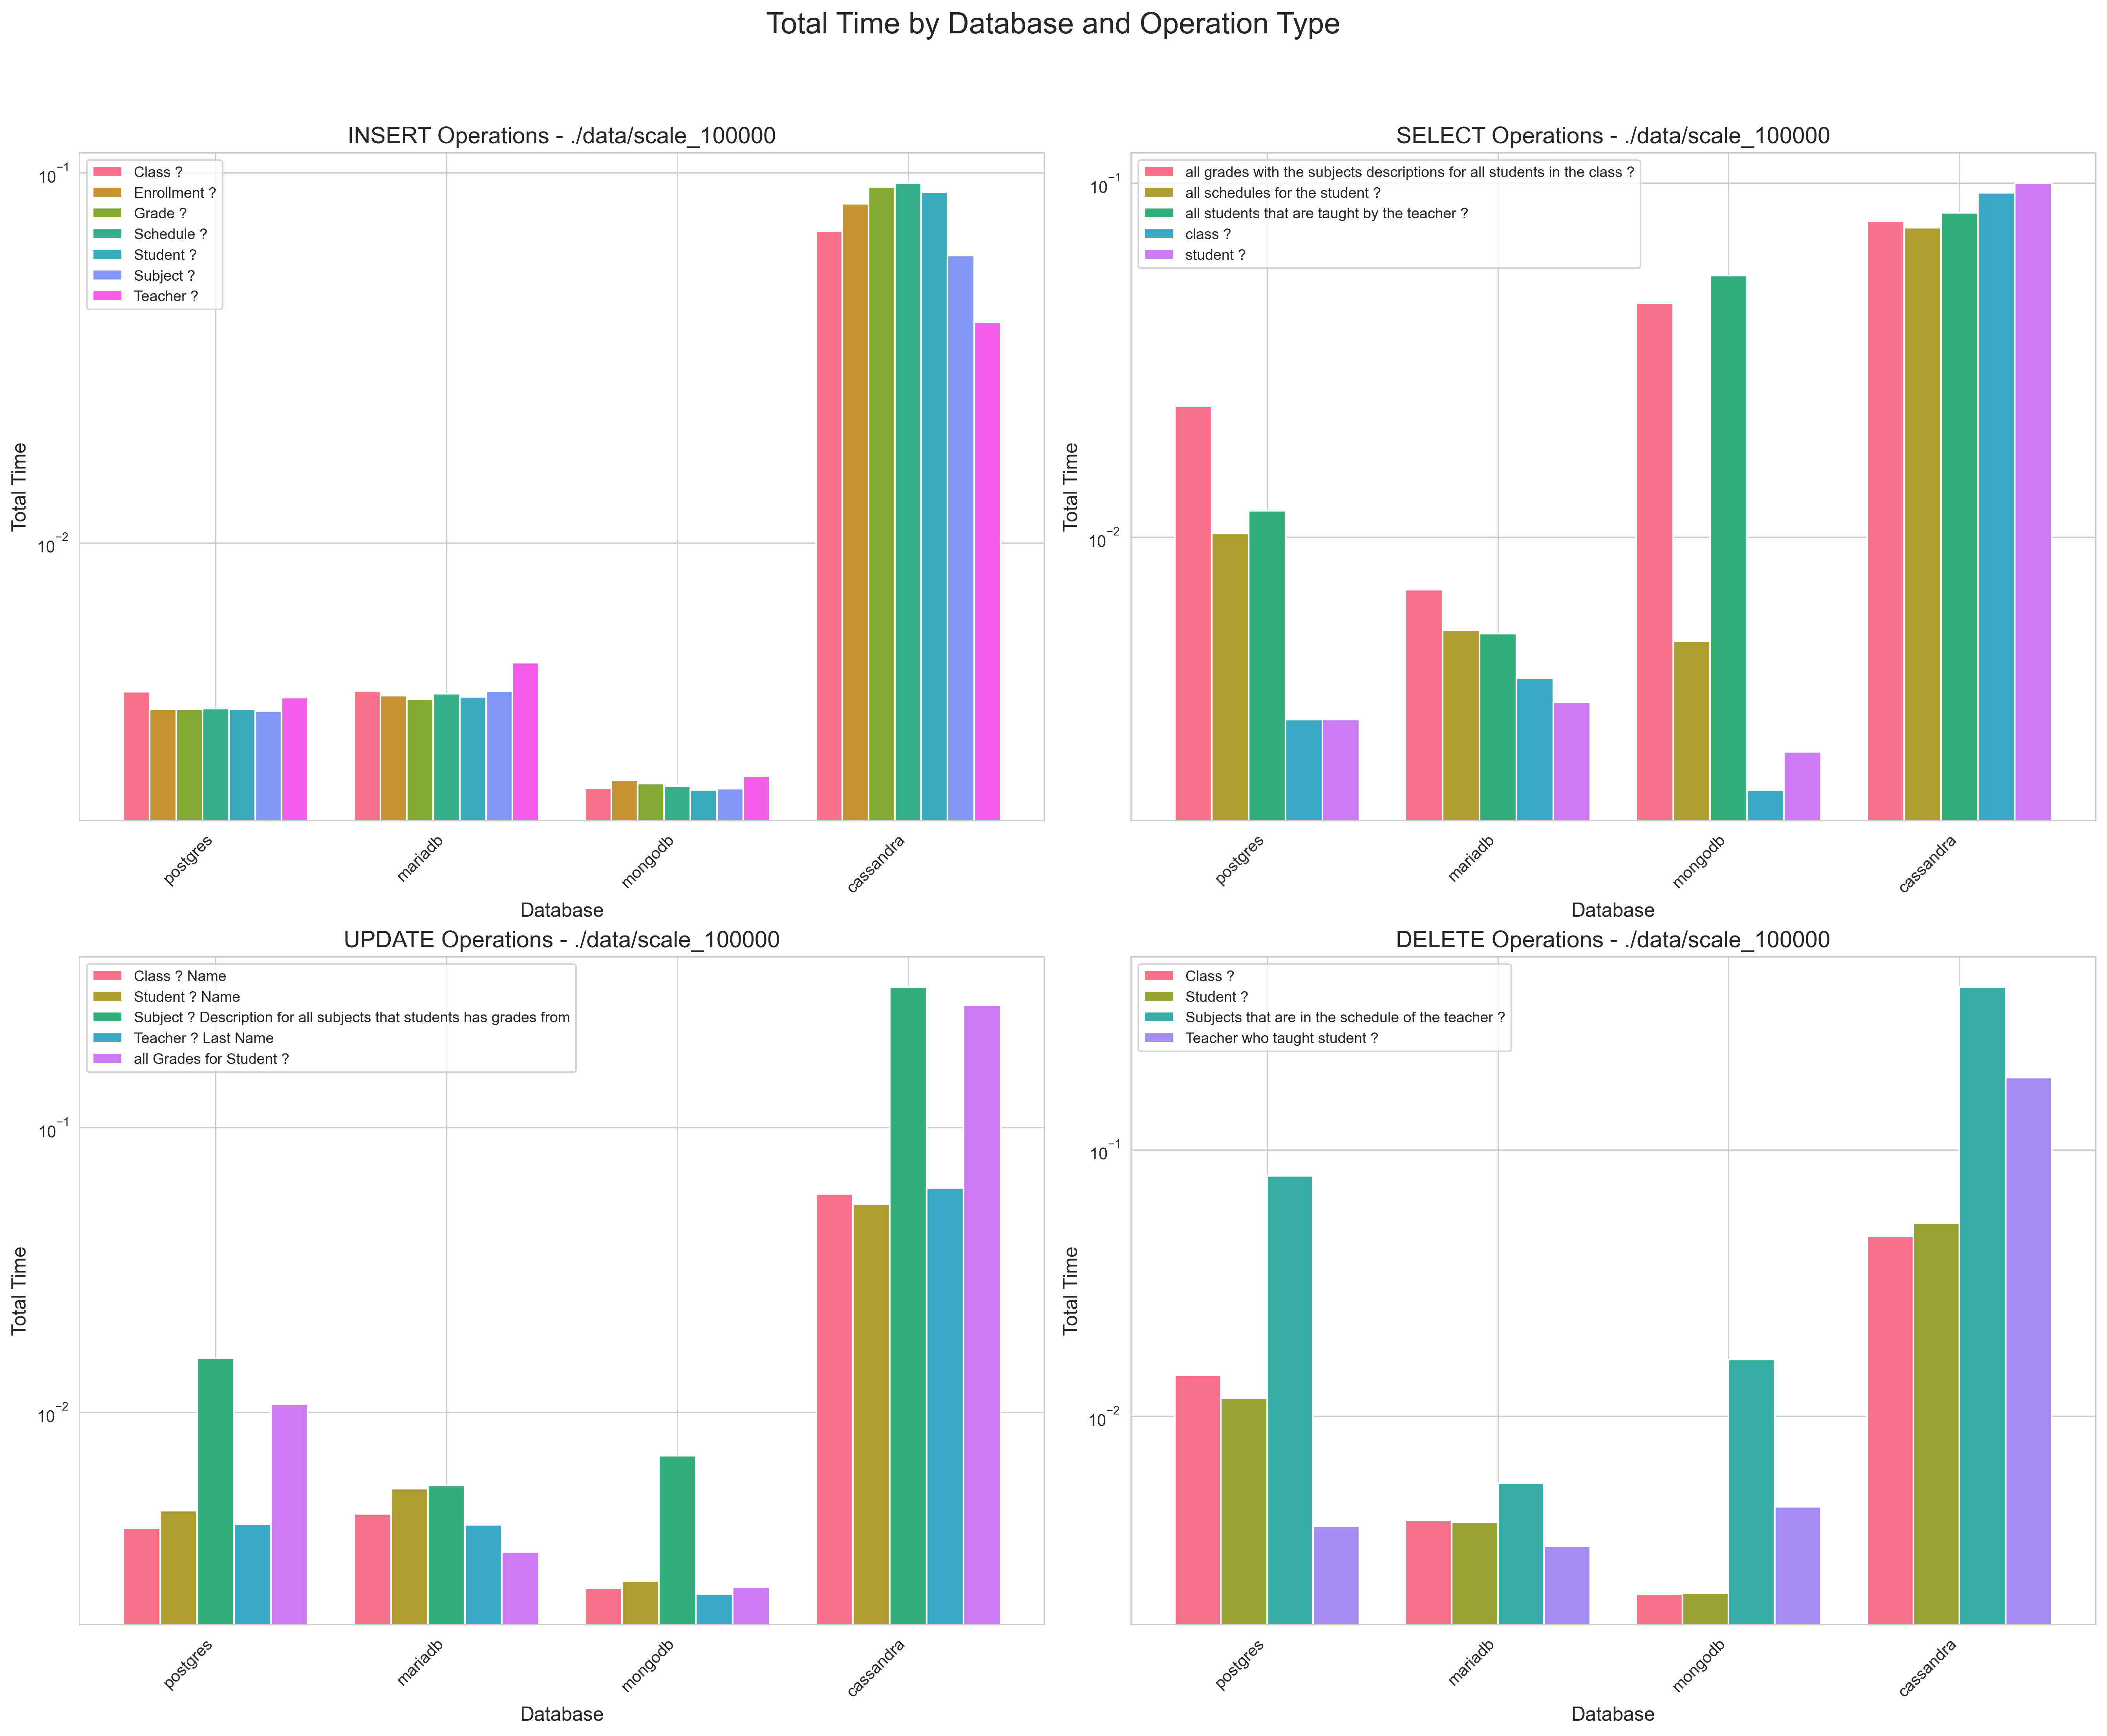 Total Time by Database and Operation Type
INSERT Operations - ./data/scale_100000
Class ?
Enrollment ?
Grade ?
Schedule ?
Student ?
Subject ?
Teacher ?
10⁻¹
10⁻²
Total Time
postgres
mariadb
mongodb
cassandra
Database
SELECT Operations - ./data/scale_100000
all grades with the subjects descriptions for all students in the class ?
all schedules for the student ?
all students that are taught by the teacher ?
class ?
student ?
10⁻¹
10⁻²
Total Time
postgres
mariadb
mongodb
cassandra
Database
UPDATE Operations - ./data/scale_100000
Class ? Name
Student ? Name
Subject ? Description for all subjects that students has grades from
Teacher ? Last Name
all Grades for Student ?
10⁻¹
10⁻²
Total Time
postgres
mariadb
mongodb
cassandra
Database
DELETE Operations - ./data/scale_100000
Class ?
Student ?
Subjects that are in the schedule of the teacher ?
Teacher who taught student ?
10⁻¹
10⁻²
Total Time
postgres
mariadb
mongodb
cassandra
Database